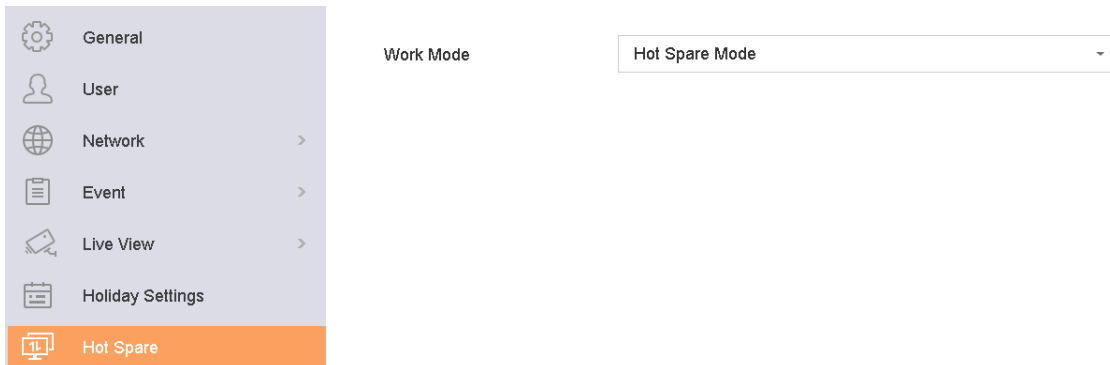 General
User
Network
Event
Live View
Holiday Settings
Hot Spare
Work Mode
Hot Spare Mode